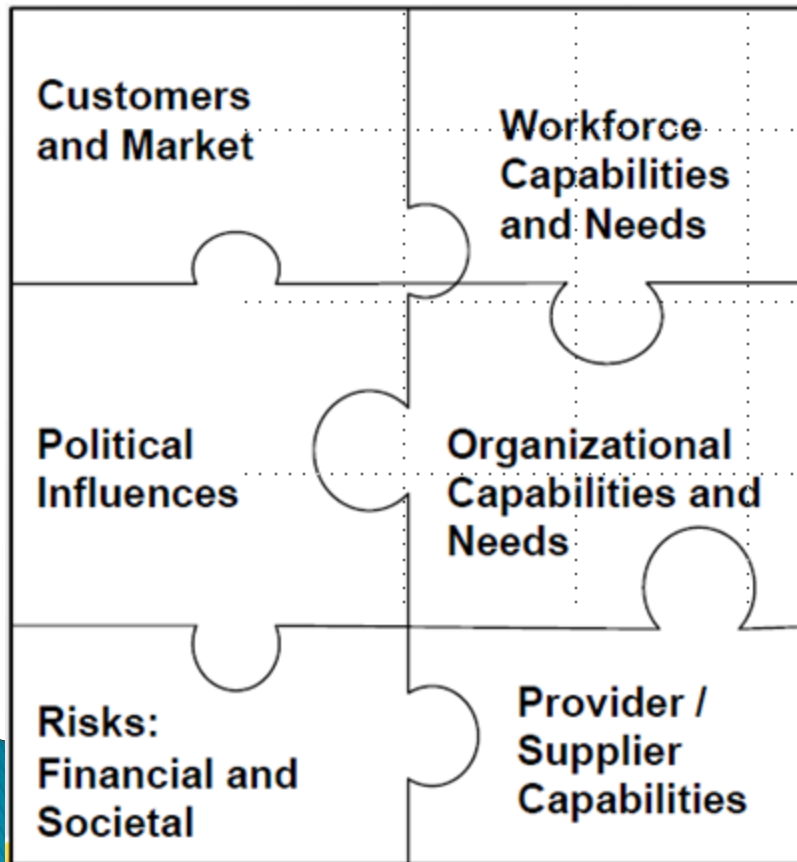 Customers
and Market
Workforce
Capabilities
and Needs
Political
Influences
Organizational
Capabilities and
Needs
Risks:
Financial and
Societal
Provider /
Supplier
Capabilities